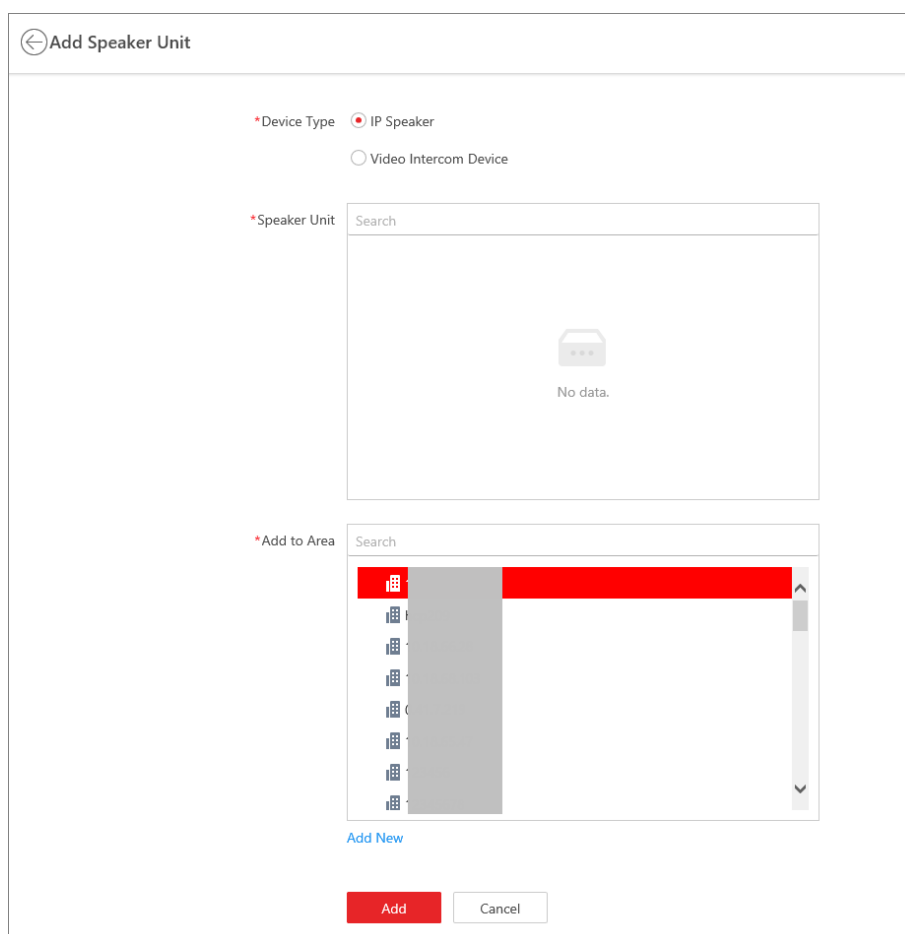 Add Speaker Unit
*Device Type
IP Speaker
Video Intercom Device
*Speaker Unit
Search
No data.
*Add to Area
Search
Add New
Add
Cancel